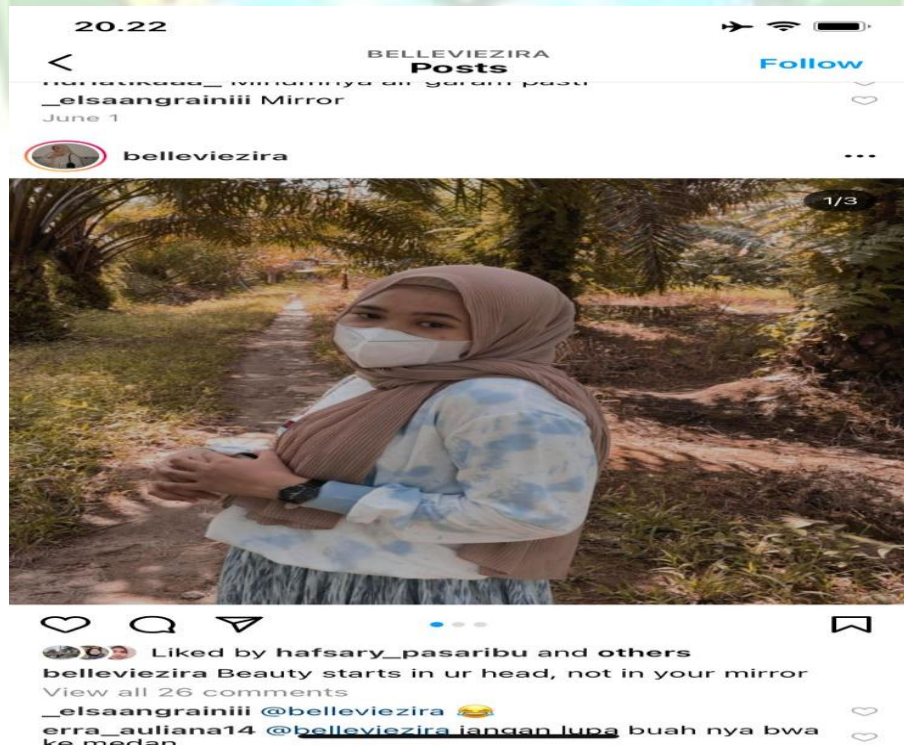 20.22
BELLEVIEZIRA
Posts
Follow
_elsaangrainiii Mirror
June 1
belleviezira
1/3
Liked by hafsary_pasaribu and others
belleviezira Beauty starts in ur head, not in your mirror
View all 26 comments
_elsaangrainiii @belleviezira 😂
erra_auliana14 @belleviezira jangan lupa buah nya bwa
ke medan